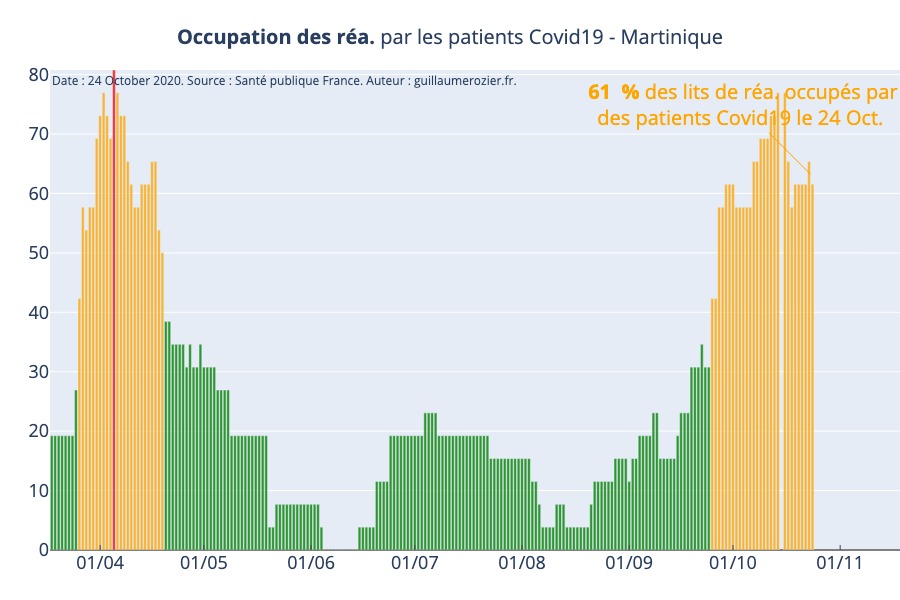 Occupation des réa. par les patients Covid19 - Martinique
Date : 24 October 2020. Source : Santé publique France. Auteur : guillaumerozier.fr.
61 % des lits de réa. occupés par
des patients Covid19 le 24 Oct.
80
70
60
50
40
30
20
10
0
01/04 01/05 01/06 01/07 01/08 01/09 01/10 01/11